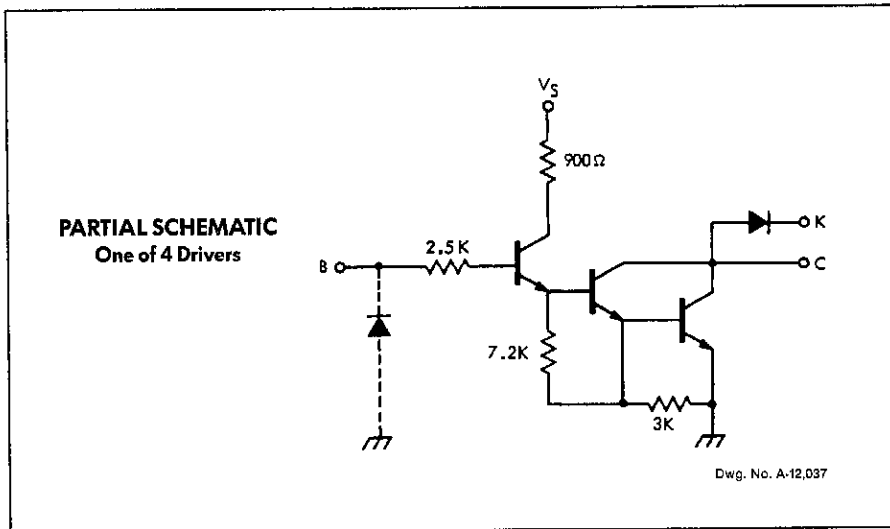 V_S
900Ω
PARTIAL SCHEMATIC
One of 4 Drivers
2.5K
K
B
C
7.2K
3K
Dwg. No. A-12,037